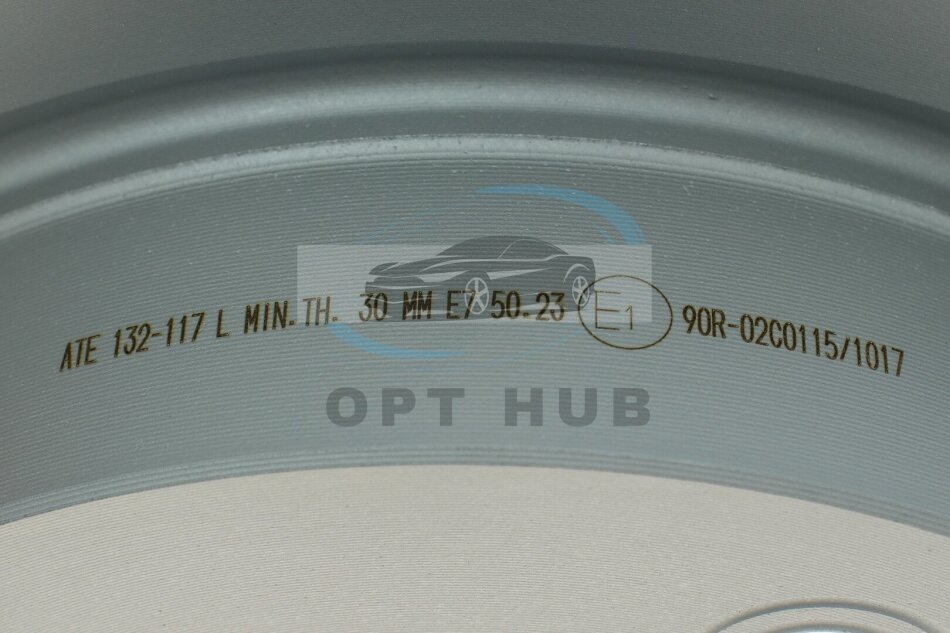 ATE 132-117 L MIN.TH. 30 MM E7 50.23 E1 90R-02C0115/1017
OPT HUB